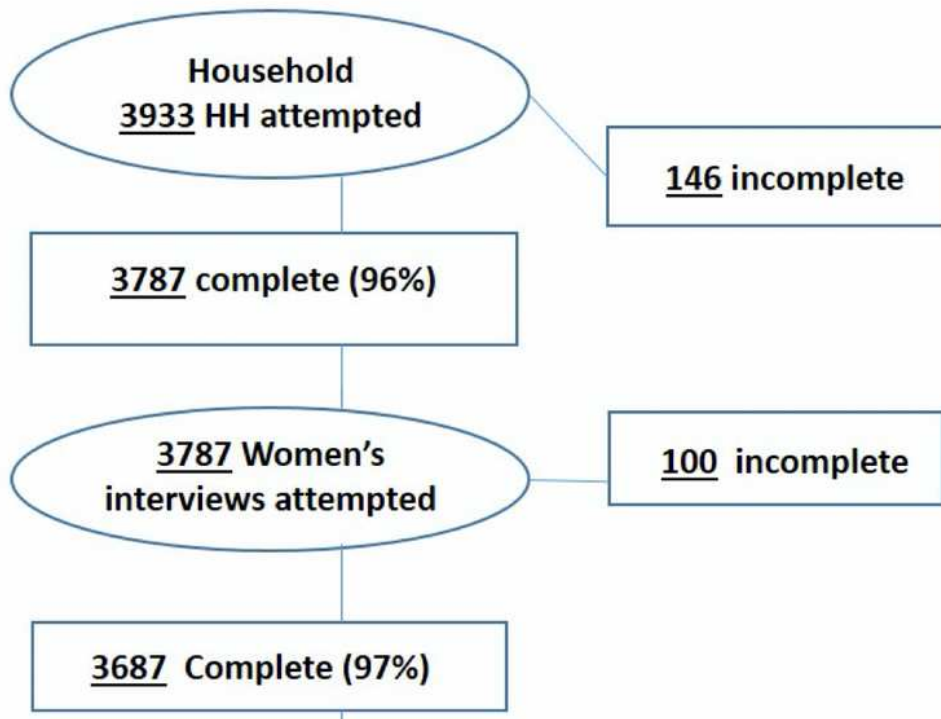 Household
3933 HH attempted
146 incomplete
3787 complete (96%)
3787 Women's
interviews attempted
100 incomplete
3687 Complete (97%)